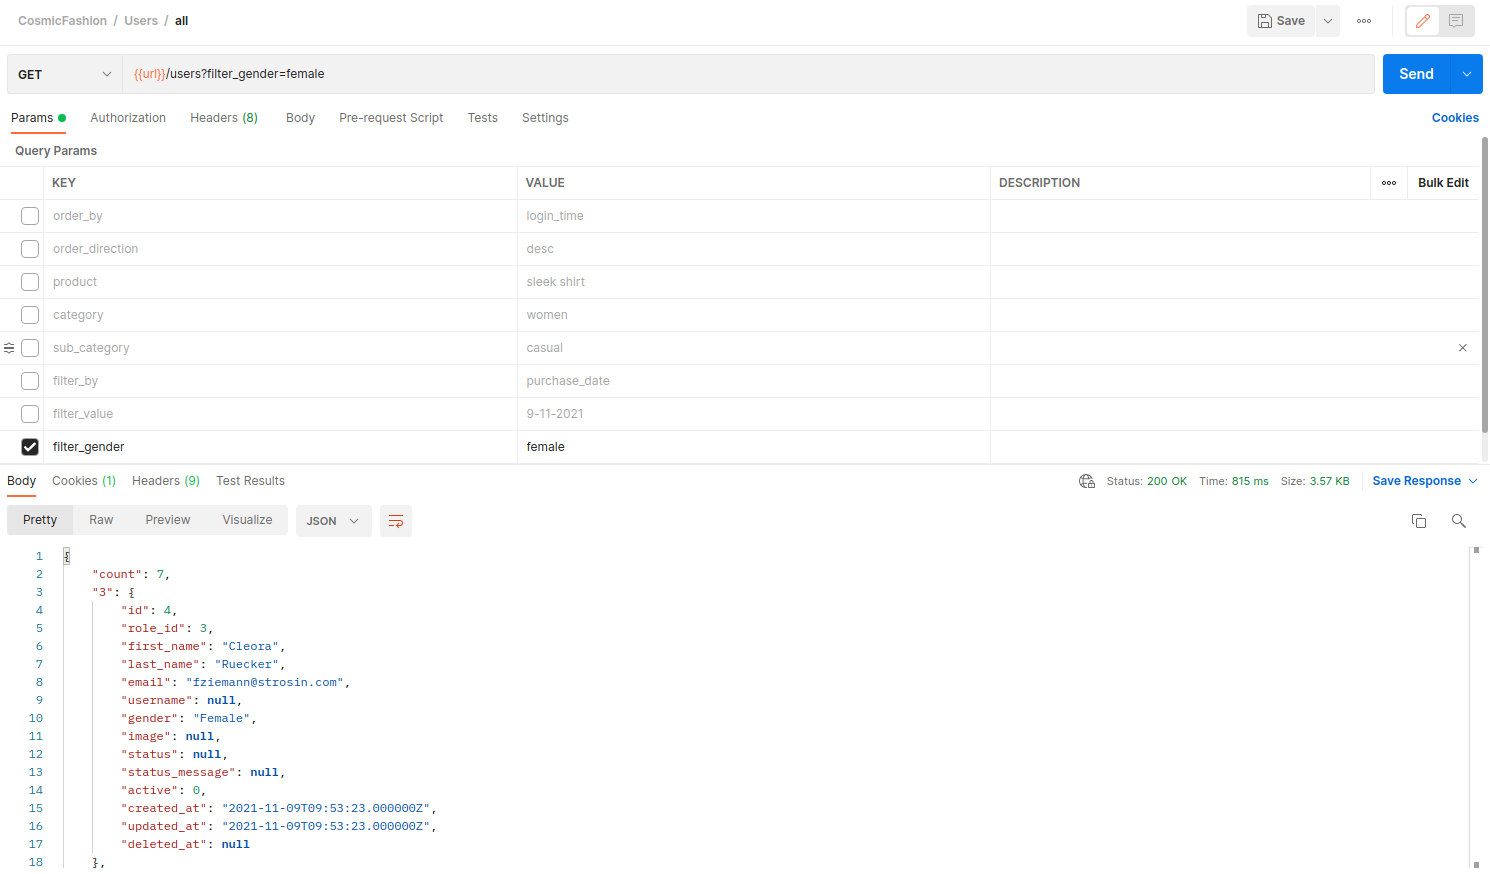 CosmicFashion / Users / all
Save
GET {{url}}/users?filter_gender=female Send
Params Authorization Headers (8) Body Pre-request Script Tests Settings Cookies
Query Params
KEY VALUE DESCRIPTION Bulk Edit
order_by login_time
order_direction desc
product sleek shirt
category women
sub_category casual
filter_by purchase_date
filter_value 9-11-2021
filter_gender female
Body Cookies (1) Headers (9) Test Results Status: 200 OK Time: 815 ms Size: 3.57 KB Save Response
Pretty Raw Preview Visualize JSON
1 {
2 "count": 7,
3 "3": {
4 "id": 4,
5 "role_id": 3,
6 "first_name": "Cleora",
7 "last_name": "Ruecker",
8 "email": "fziemann@strosin.com",
9 "username": null,
10 "gender": "Female",
11 "image": null,
12 "status": null,
13 "status_message": null,
14 "active": 0,
15 "created_at": "2021-11-09T09:53:23.000000Z",
16 "updated_at": "2021-11-09T09:53:23.000000Z",
17 "deleted_at": null
18 },